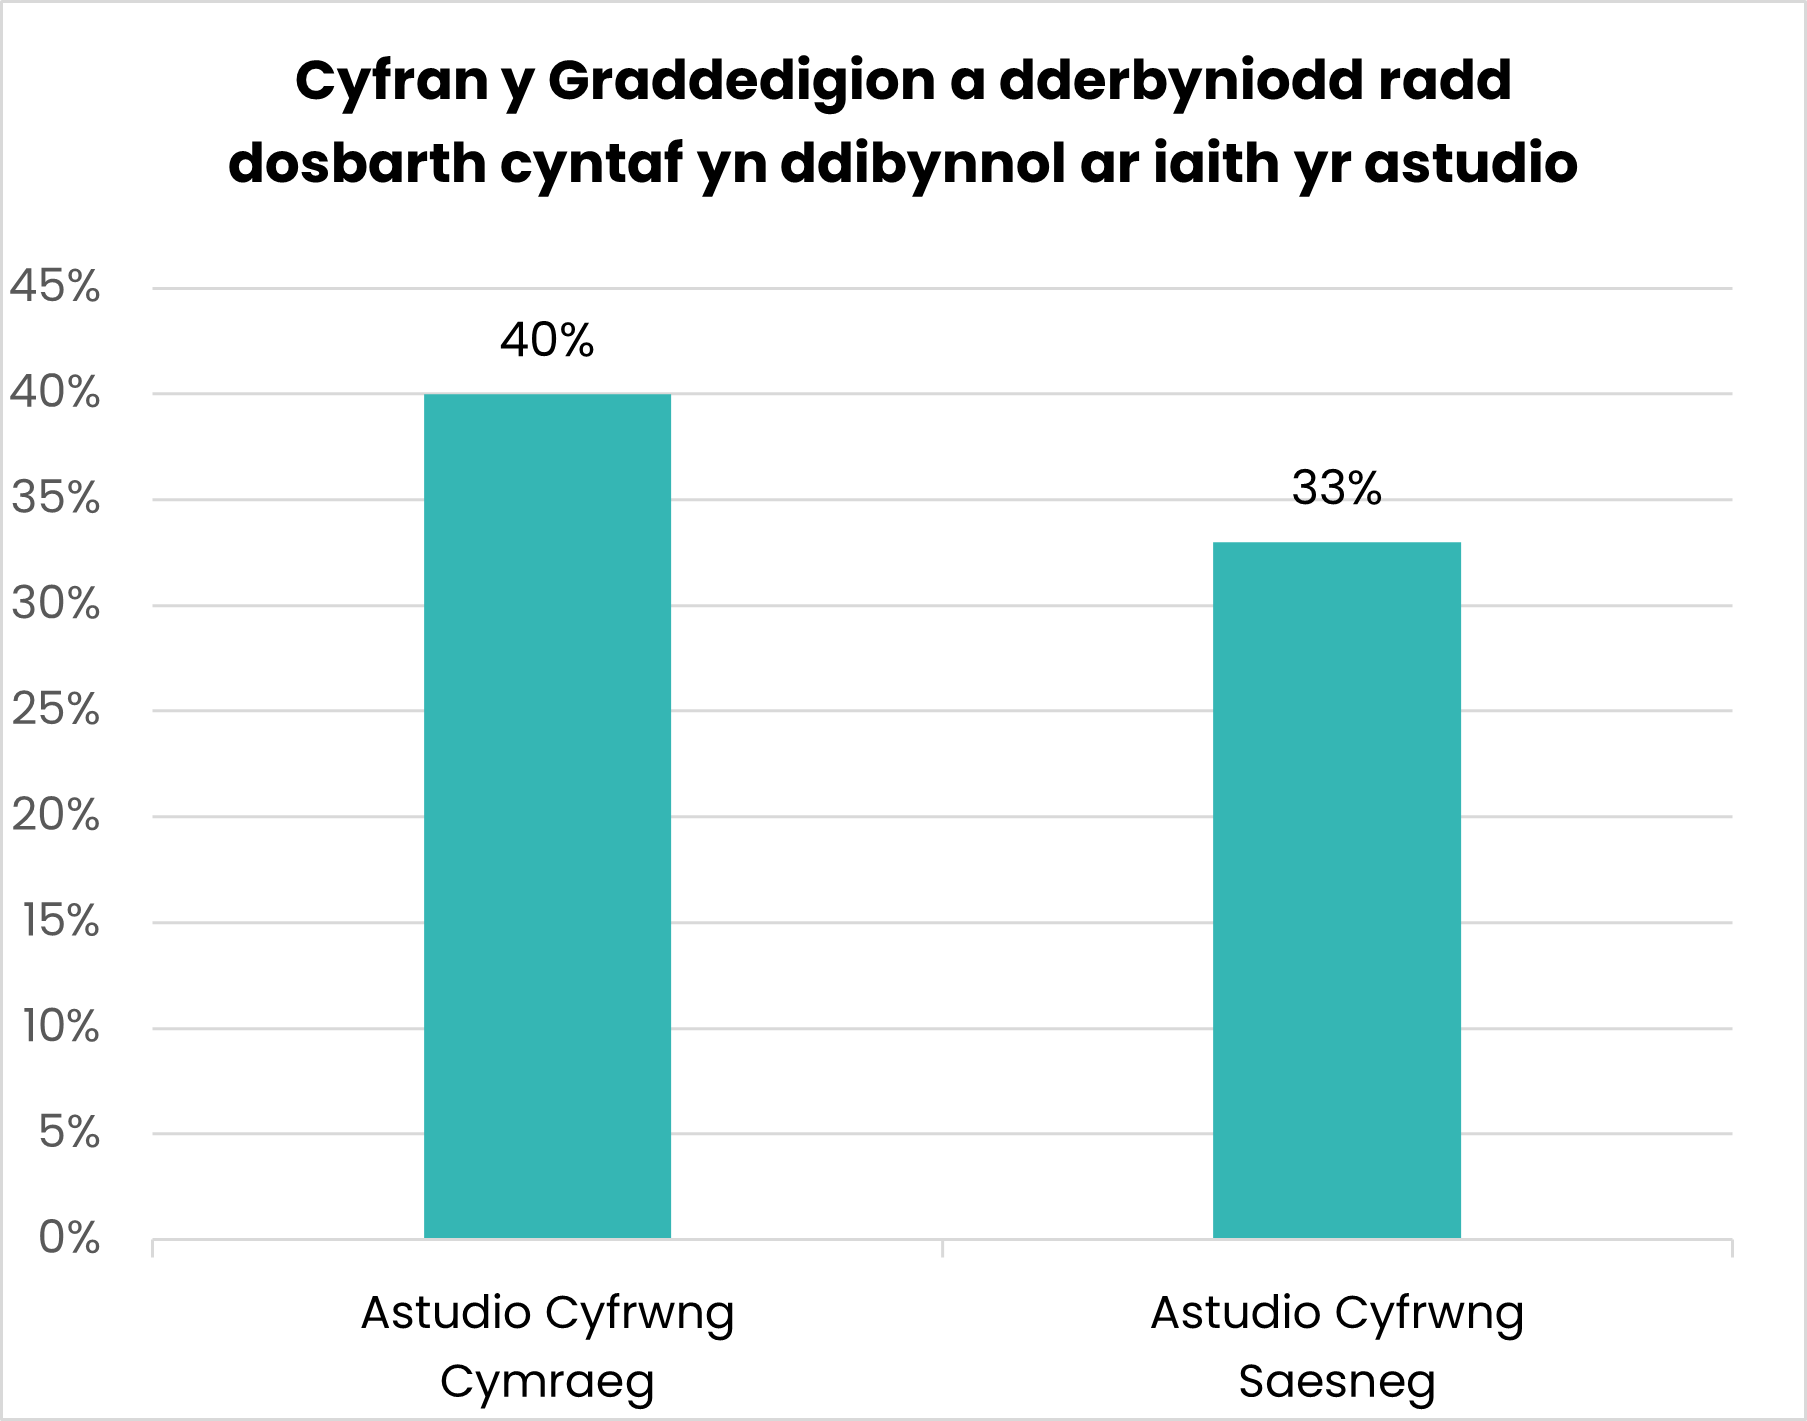 Cyfran y Graddedigion a dderbyniodd radd
dosbarth cyntaf yn ddibynnol ar iaith yr astudio
45%
40%
35%
30%
25%
20%
15%
10%
5%
0%
40%
33%
Astudio Cyfrwng
Cymraeg
Astudio Cyfrwng
Saesneg